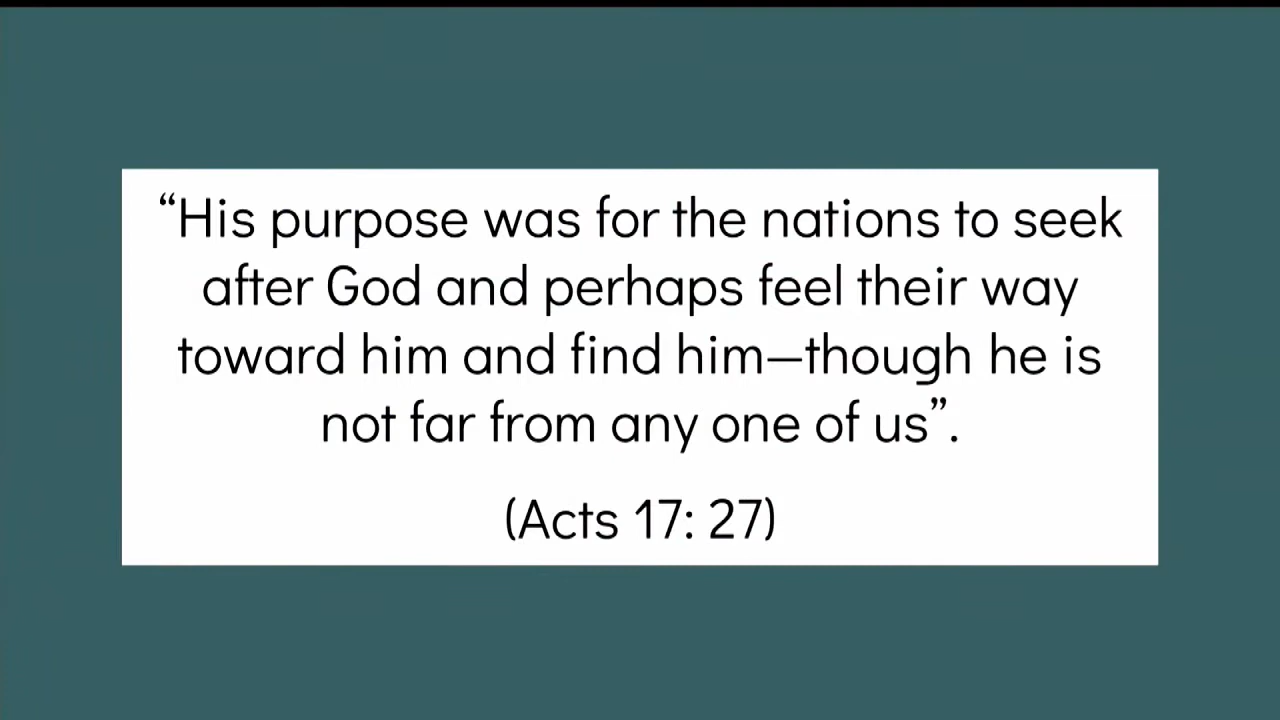 “His purpose was for the nations to seek
after God and perhaps feel their way
toward him and find him—though he is
not far from any one of us”.
(Acts 17: 27)